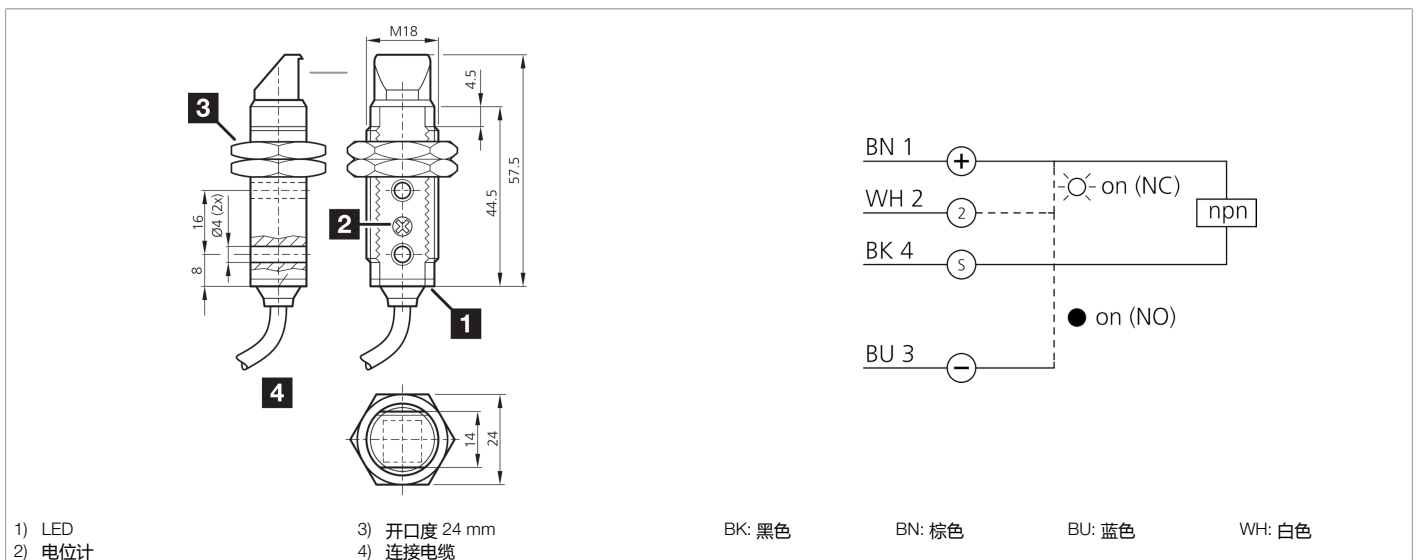 M18
3
4.5
57.5
44.5
16
Ø4 (2x)
8
2
1
4
14
24
BN 1
+
on (NC)
WH 2
2
npn
BK 4
S
on (NO)
BU 3
−
1) LED
2) 电位计
3) 开口度 24 mm
4) 连接电缆
BK: 黑色
BN: 棕色
BU: 蓝色
WH: 白色